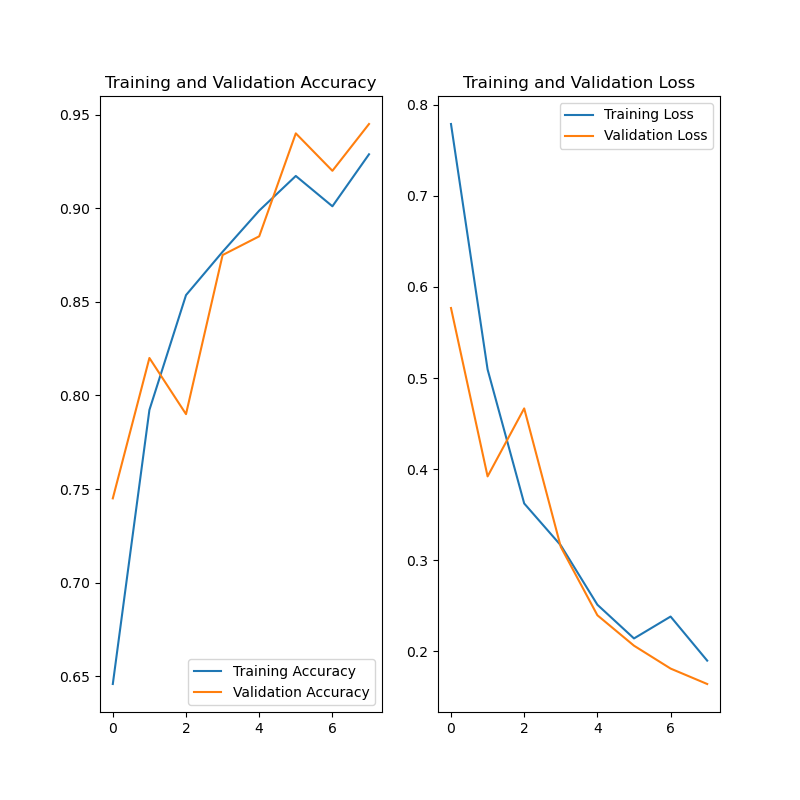 Training and Validation Accuracy
0.95
0.90
0.85
0.80
0.75
0.70
0.65
0 2 4 6
Training Accuracy
Validation Accuracy
Training and Validation Loss
0.8
0.7
0.6
0.5
0.4
0.3
0.2
0 2 4 6
Training Loss
Validation Loss